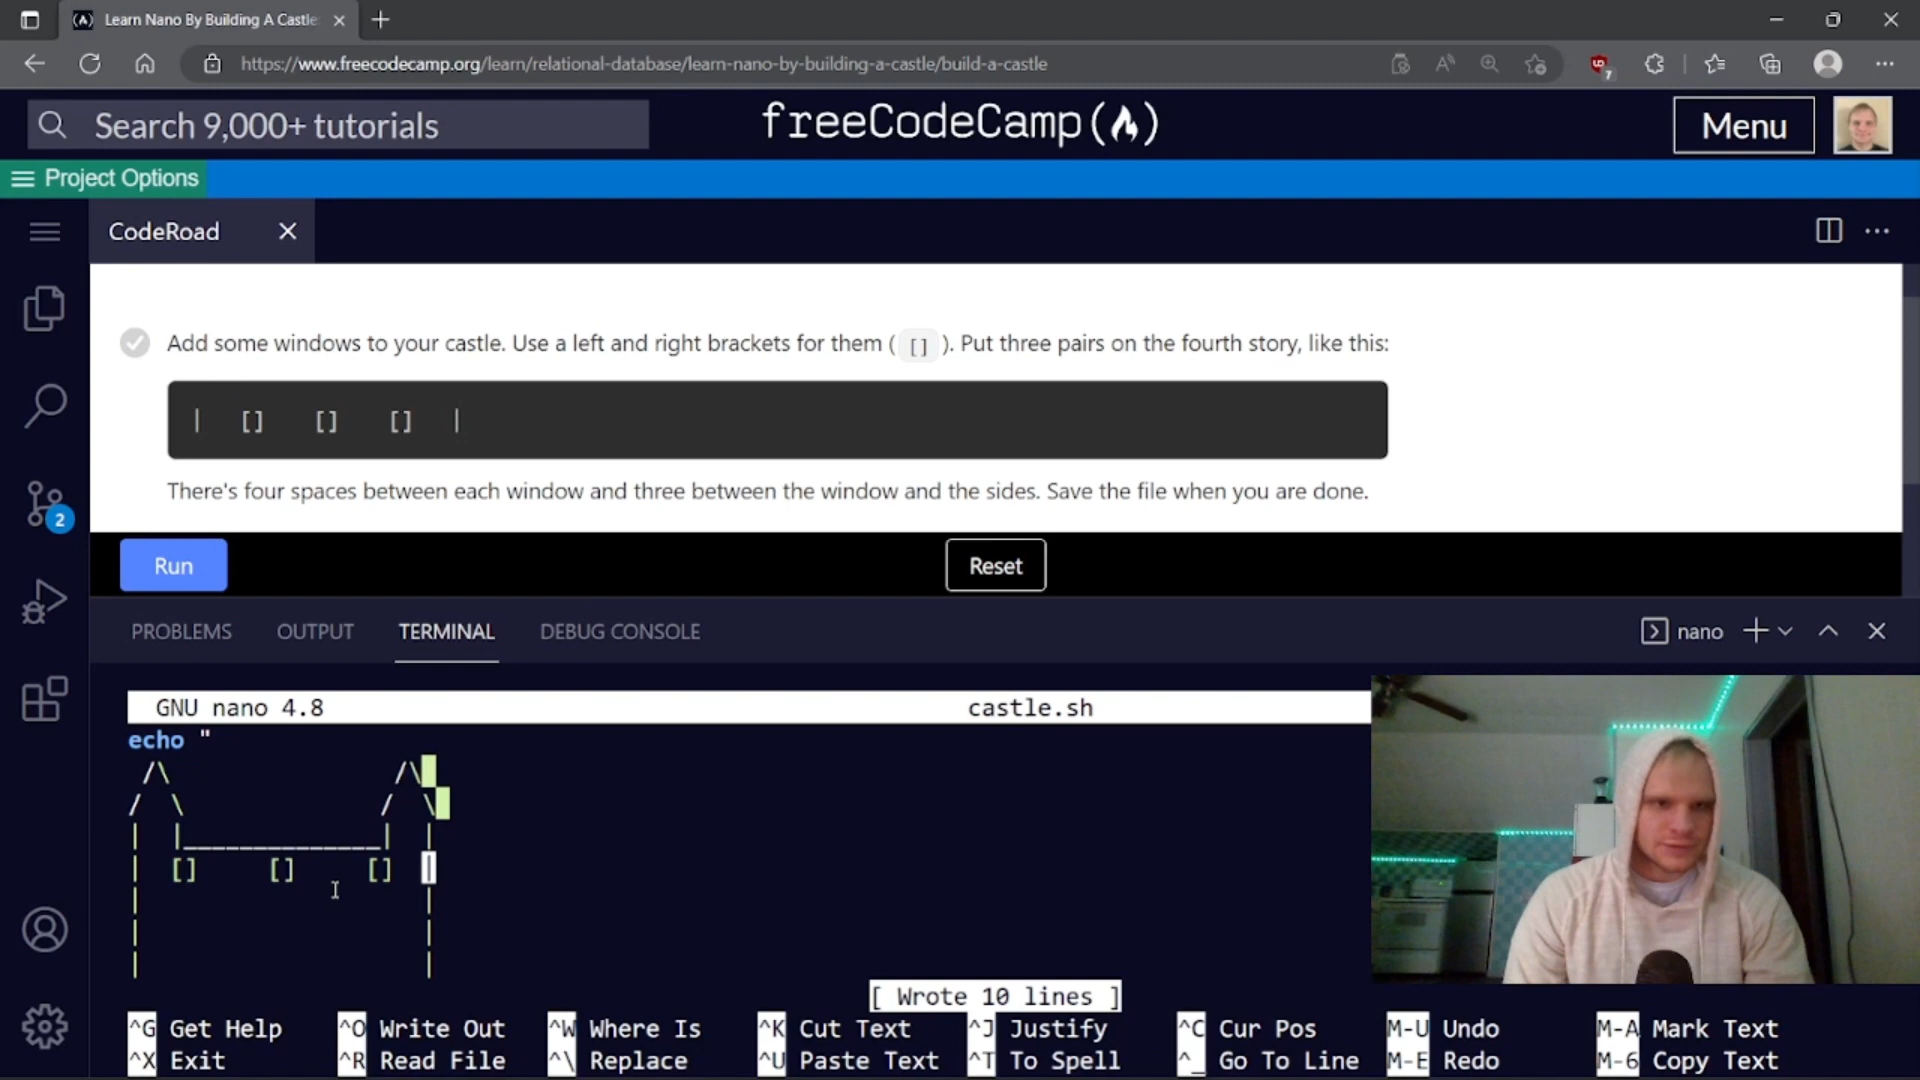 Learn Nano By Building A Castle
https://www.freecodecamp.org/learn/relational-database/learn-nano-by-building-a-castle/build-a-castle
7
Search 9,000+ tutorials
freeCodeCamp
Menu
Project Options
CodeRoad
Add some windows to your castle. Use a left and right brackets for them ( [] ). Put three pairs on the fourth story, like this:
|   []    []    []   |
There's four spaces between each window and three between the window and the sides. Save the file when you are done.
2
Run
Reset
PROBLEMS OUTPUT TERMINAL DEBUG CONSOLE
nano
GNU nano 4.8 castle.sh
echo "
 /\                /\
/  \              /  \
|  |______________|  |
|  []     []     []  |
|                    |
|                    |
|                    |
[ Wrote 10 lines ]
^G Get Help ^O Write Out ^W Where Is ^K Cut Text ^J Justify ^C Cur Pos M-U Undo M-A Mark Text
^X Exit ^R Read File ^\ Replace ^U Paste Text ^T To Spell ^_ Go To Line M-E Redo M-6 Copy Text